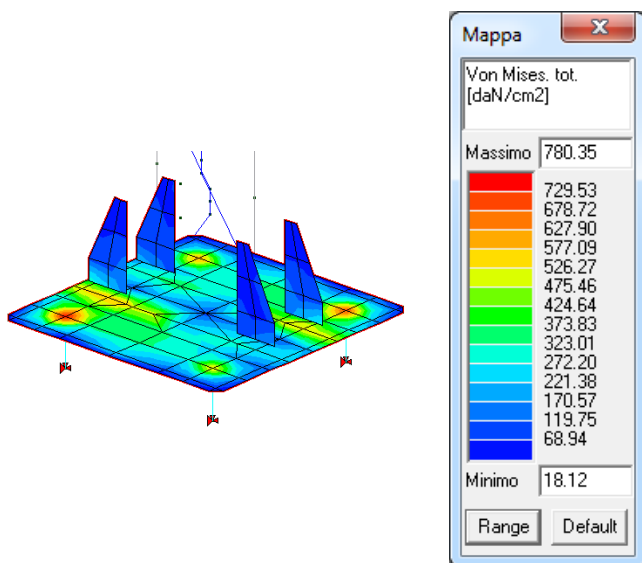 Mappa
Von Mises. tot.
[daN/cm2]
Massimo 780.35
729.53
678.72
627.90
577.09
526.27
475.46
424.64
373.83
323.01
272.20
221.38
170.57
119.75
68.94
Minimo 18.12
Range Default